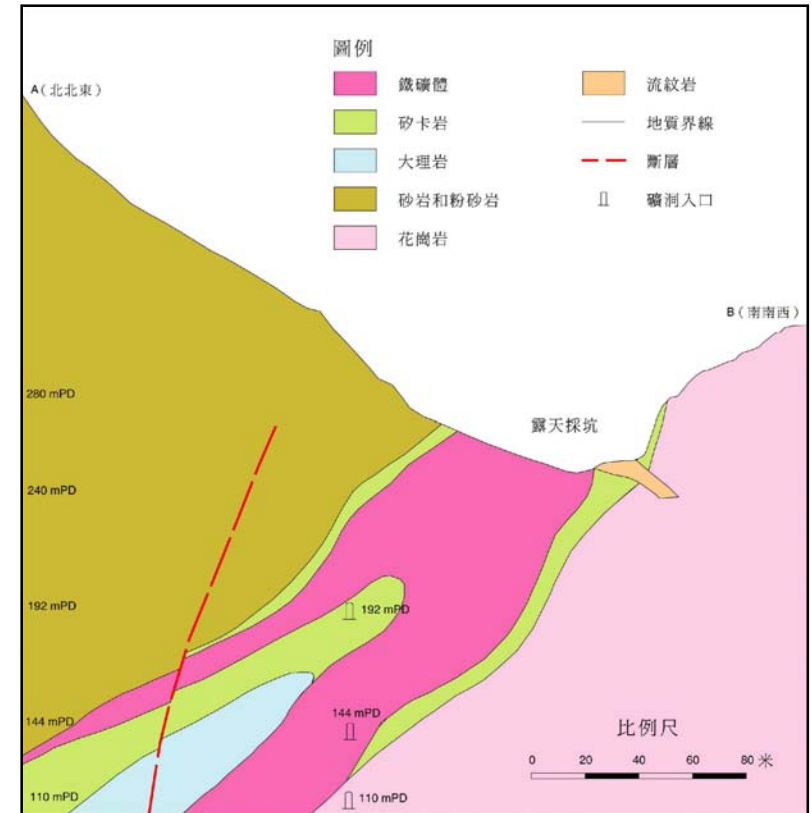 圖例
A(北北東)
鐵礦體
流紋岩
矽卡岩
地質界線
大理岩
斷層
砂岩和粉砂岩
礦洞入口
花崗岩
B(南南西)
280 mPD
露天採坑
240 mPD
192 mPD
192 mPD
144 mPD
144 mPD
比例尺
0 20 40 60 80 米
110 mPD
110 mPD